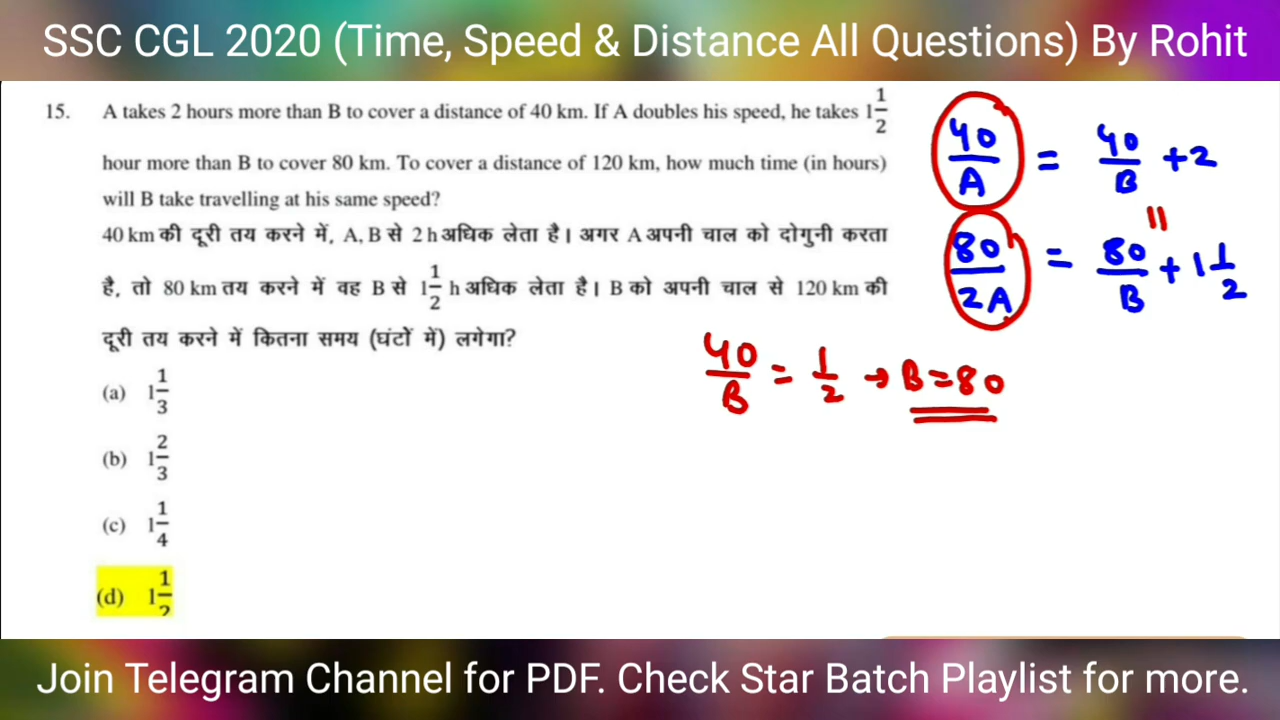 SSC CGL 2020 (Time, Speed & Distance All Questions) By Rohit
15. A takes 2 hours more than B to cover a distance of 40 km. If A doubles his speed, he takes 1 1/2
hour more than B to cover 80 km. To cover a distance of 120 km, how much time (in hours)
will B take travelling at his same speed?
40 km की दूरी तय करने में, A, B से 2 h अधिक लेता है। अगर A अपनी चाल को दोगुनी करता
है, तो 80 km तय करने में वह B से 1 1/2 h अधिक लेता है। B को अपनी चाल से 120 km की
दूरी तय करने में कितना समय (घंटों में) लगेगा?
(a) 1 1/3
(b) 1 2/3
(c) 1 1/4
(d) 1 1/2
40/A = 40/B + 2
=
80/2A = 80/B + 1 1/2
40/B = 1/2 → B = 80
Join Telegram Channel for PDF. Check Star Batch Playlist for more.